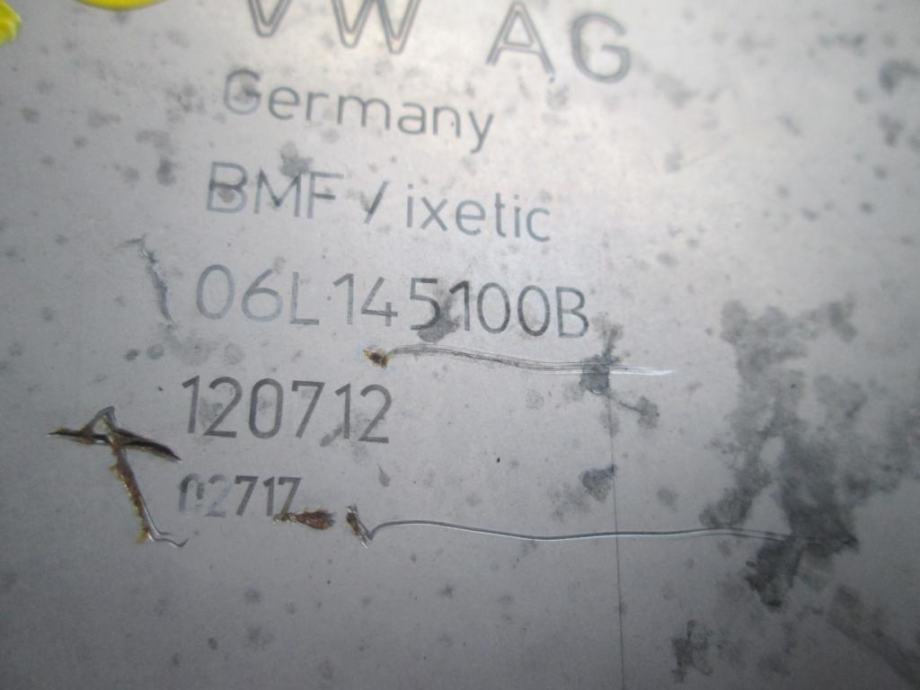 VW AG
Germany
BMF / ixetic
06L145100B
120712
02717